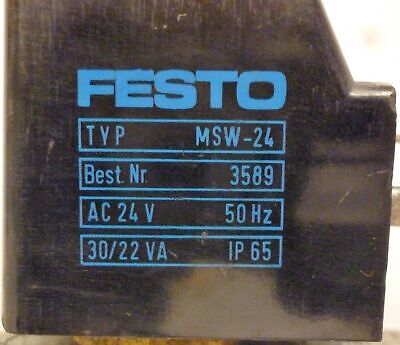 FESTO
TYP MSW-24
Best. Nr. 3589
AC 24 V 50 Hz
30/22 VA IP 65